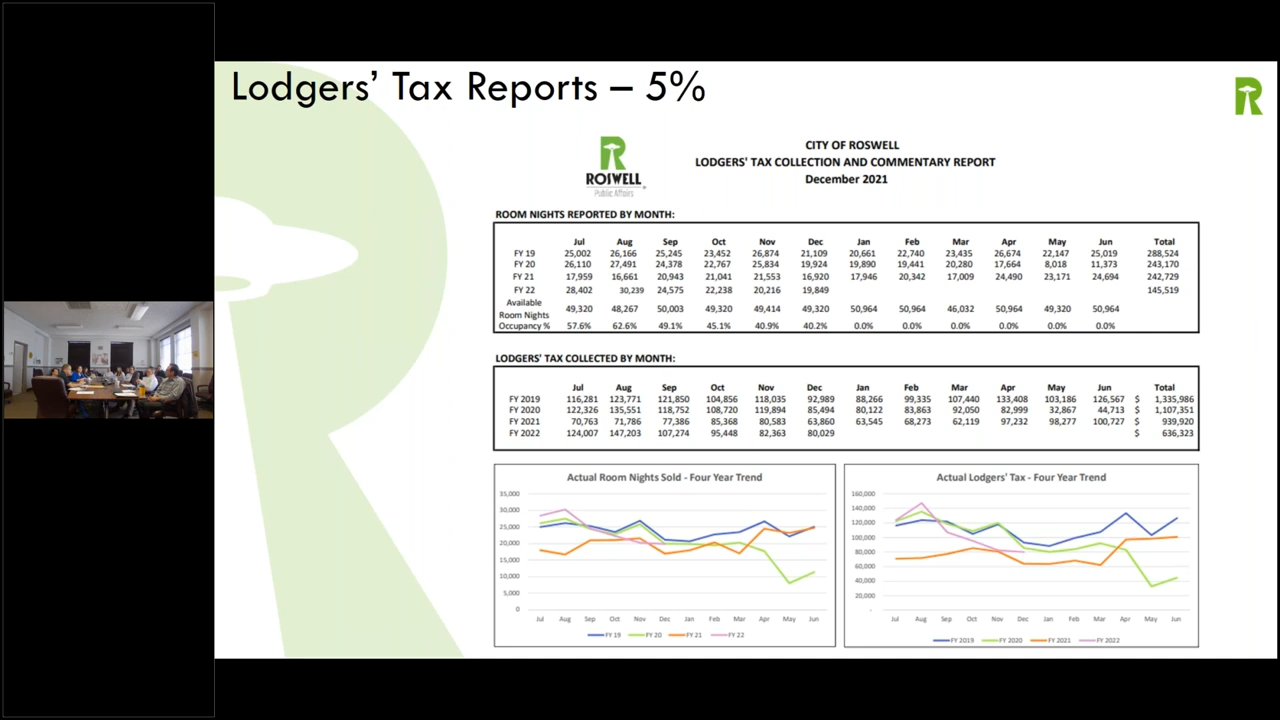 Lodgers’ Tax Reports – 5%
R
ROSWELL
Public Affairs
CITY OF ROSWELL
LODGERS' TAX COLLECTION AND COMMENTARY REPORT
December 2021
ROOM NIGHTS REPORTED BY MONTH:
Jul Aug Sep Oct Nov Dec Jan Feb Mar Apr May Jun Total
FY 19 25,002 26,166 25,245 23,452 26,874 21,109 20,661 22,740 23,435 26,674 22,147 25,019 288,524
FY 20 26,110 27,491 24,378 22,767 25,834 19,924 19,890 19,441 20,280 17,664 8,018 11,373 243,170
FY 21 17,959 16,661 20,943 21,041 21,553 16,920 17,946 20,342 17,009 24,490 23,171 24,694 242,729
FY 22 28,402 30,239 24,575 22,238 20,216 19,849 145,519
Available
Room Nights 49,320 48,267 50,003 49,320 49,414 49,320 50,964 50,964 46,032 50,964 49,320 50,964
Occupancy % 57.6% 62.6% 49.1% 45.1% 40.9% 40.2% 0.0% 0.0% 0.0% 0.0% 0.0% 0.0%
LODGERS' TAX COLLECTED BY MONTH:
Jul Aug Sep Oct Nov Dec Jan Feb Mar Apr May Jun Total
FY 2019 116,281 123,771 121,850 104,856 118,035 92,989 88,266 99,335 107,440 133,408 103,186 126,567 $ 1,335,986
FY 2020 122,326 135,551 118,752 108,720 119,894 85,494 80,122 83,863 92,050 82,999 32,867 44,713 $ 1,107,351
FY 2021 70,763 71,786 77,386 85,368 80,583 63,860 63,545 68,273 62,119 97,232 98,277 100,727 $ 939,920
FY 2022 124,007 147,203 107,274 95,448 82,363 80,029 $ 636,323
Actual Room Nights Sold - Four Year Trend
35,000
30,000
25,000
20,000
15,000
10,000
5,000
0
Jul Aug Sep Oct Nov Dec Jan Feb Mar Apr May Jun
FY 19 FY 20 FY 21 FY 22
Actual Lodgers' Tax - Four Year Trend
160,000
140,000
120,000
100,000
80,000
60,000
40,000
20,000
-
Jul Aug Sep Oct Nov Dec Jan Feb Mar Apr May Jun
FY 2019 FY 2020 FY 2021 FY 2022